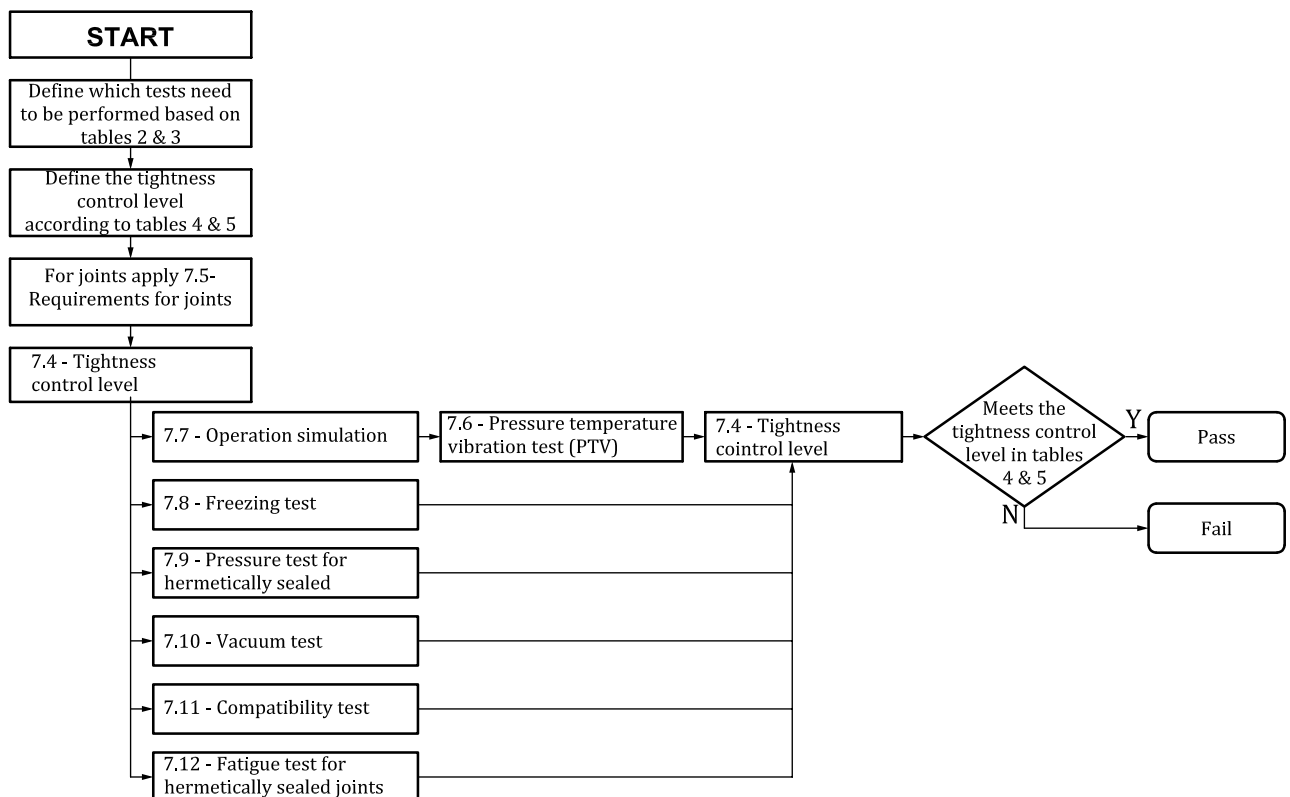 START
Define which tests need
to be performed based on
tables 2 & 3
Define the tightness
control level
according to tables 4 & 5
For joints apply 7.5-
Requirements for joints
7.4 - Tightness
control level
7.7 - Operation simulation
7.6 - Pressure temperature
vibration test (PTV)
7.4 - Tightness
cointrol level
Meets the
tightness control
level in tables
4 & 5
Y
Pass
N
Fail
7.8 - Freezing test
7.9 - Pressure test for
hermetically sealed
7.10 - Vacuum test
7.11 - Compatibility test
7.12 - Fatigue test for
hermetically sealed joints